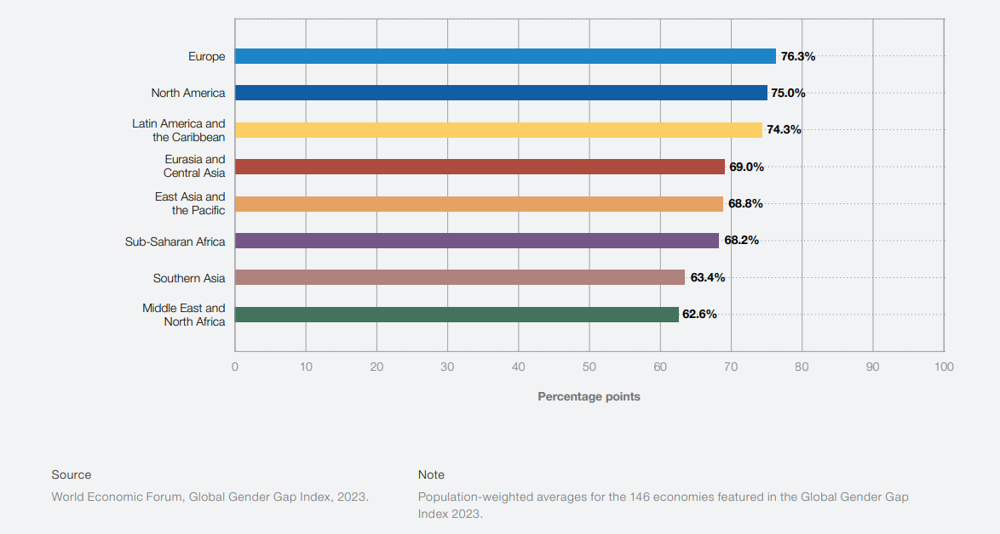 Europe
76.3%
North America
75.0%
Latin America and
the Caribbean
74.3%
Eurasia and
Central Asia
69.0%
East Asia and
the Pacific
68.8%
Sub-Saharan Africa
68.2%
Southern Asia
63.4%
Middle East and
North Africa
62.6%
0 10 20 30 40 50 60 70 80 90 100
Percentage points
Source
World Economic Forum, Global Gender Gap Index, 2023.
Note
Population-weighted averages for the 146 economies featured in the Global Gender Gap
Index 2023.